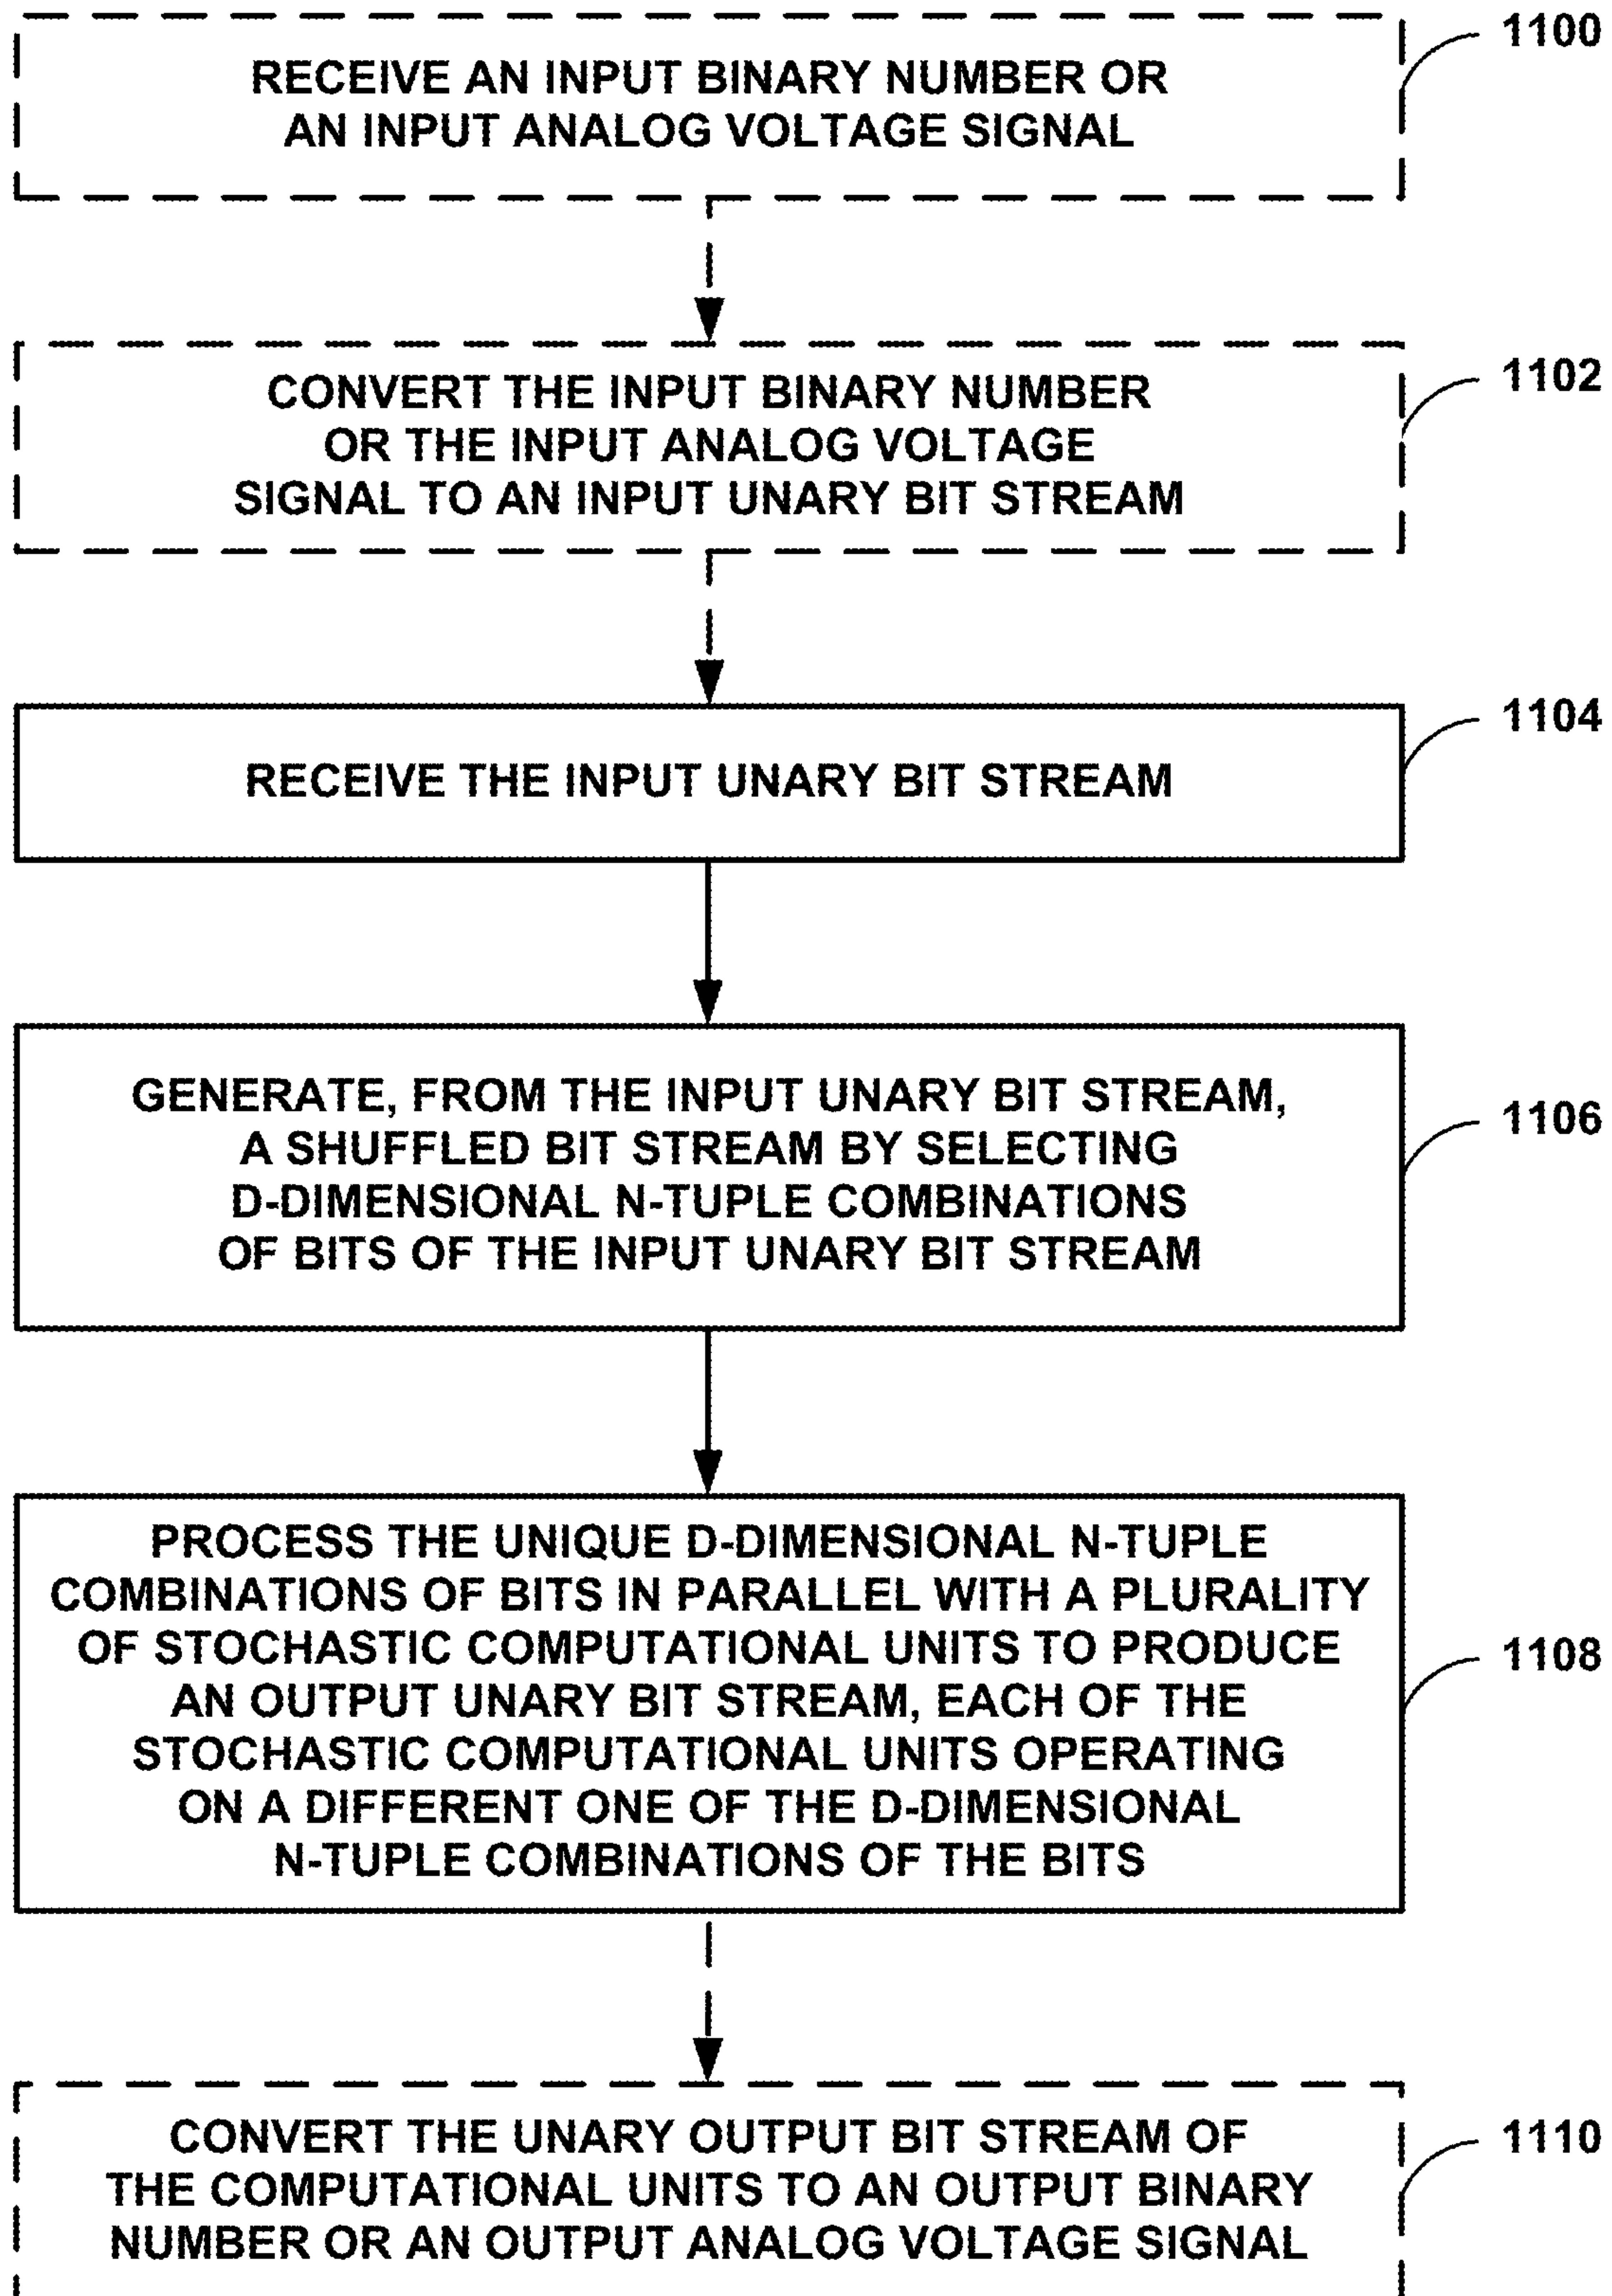 1100
RECEIVE AN INPUT BINARY NUMBER OR
AN INPUT ANALOG VOLTAGE SIGNAL
1102
CONVERT THE INPUT BINARY NUMBER
OR THE INPUT ANALOG VOLTAGE
SIGNAL TO AN INPUT UNARY BIT STREAM
1104
RECEIVE THE INPUT UNARY BIT STREAM
1106
GENERATE, FROM THE INPUT UNARY BIT STREAM,
A SHUFFLED BIT STREAM BY SELECTING
D-DIMENSIONAL N-TUPLE COMBINATIONS
OF BITS OF THE INPUT UNARY BIT STREAM
1108
PROCESS THE UNIQUE D-DIMENSIONAL N-TUPLE
COMBINATIONS OF BITS IN PARALLEL WITH A PLURALITY
OF STOCHASTIC COMPUTATIONAL UNITS TO PRODUCE
AN OUTPUT UNARY BIT STREAM, EACH OF THE
STOCHASTIC COMPUTATIONAL UNITS OPERATING
ON A DIFFERENT ONE OF THE D-DIMENSIONAL
N-TUPLE COMBINATIONS OF THE BITS
1110
CONVERT THE UNARY OUTPUT BIT STREAM OF
THE COMPUTATIONAL UNITS TO AN OUTPUT BINARY
NUMBER OR AN OUTPUT ANALOG VOLTAGE SIGNAL